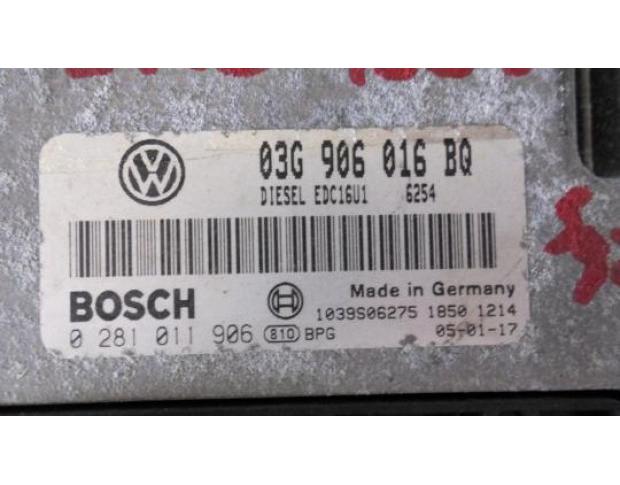 03G 906 016 BQ
DIESEL EDC16U1 6254
BOSCH
Made in Germany
1039S06275 1850 1214
0 281 011 906 810 BPG
05-01-17